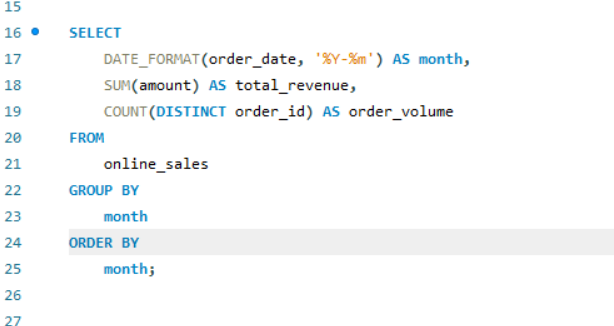 15
16 SELECT
17 DATE_FORMAT(order_date, '%Y-%m') AS month,
18 SUM(amount) AS total_revenue,
19 COUNT(DISTINCT order_id) AS order_volume
20 FROM
21 online_sales
22 GROUP BY
23 month
24 ORDER BY
25 month;
26
27